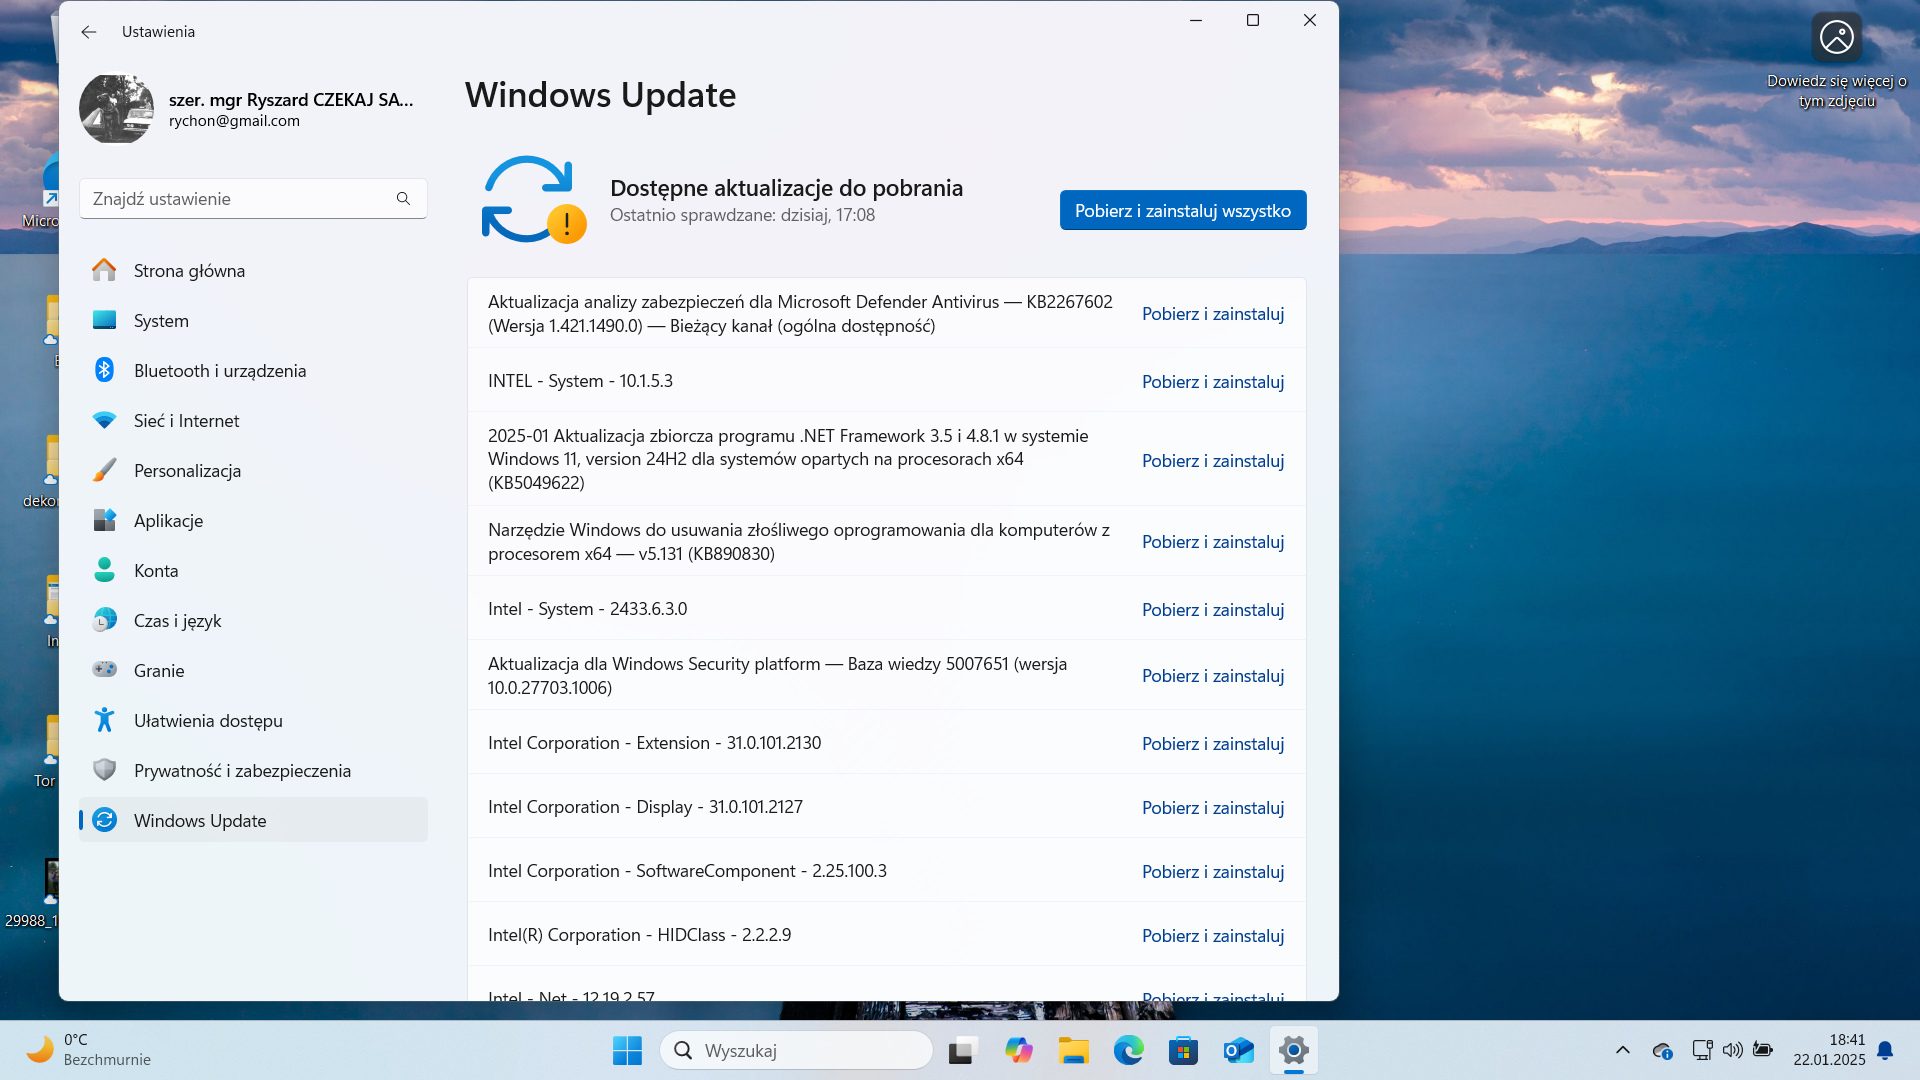 Ustawienia
szer. mgr Ryszard CZEKAJ SA...
rychon@gmail.com
Znajdź ustawienie
Strona główna
System
Bluetooth i urządzenia
Sieć i Internet
Personalizacja
Aplikacje
Konta
Czas i język
Granie
Ułatwienia dostępu
Prywatność i zabezpieczenia
Windows Update
Windows Update
Dostępne aktualizacje do pobrania
Ostatnio sprawdzane: dzisiaj, 17:08
Pobierz i zainstaluj wszystko
Aktualizacja analizy zabezpieczeń dla Microsoft Defender Antivirus — KB2267602
(Wersja 1.421.1490.0) — Bieżący kanał (ogólna dostępność)
Pobierz i zainstaluj
INTEL - System - 10.1.5.3
Pobierz i zainstaluj
2025-01 Aktualizacja zbiorcza programu .NET Framework 3.5 i 4.8.1 w systemie
Windows 11, version 24H2 dla systemów opartych na procesorach x64
(KB5049622)
Pobierz i zainstaluj
Narzędzie Windows do usuwania złośliwego oprogramowania dla komputerów z
procesorem x64 — v5.131 (KB890830)
Pobierz i zainstaluj
Intel - System - 2433.6.3.0
Pobierz i zainstaluj
Aktualizacja dla Windows Security platform — Baza wiedzy 5007651 (wersja
10.0.27703.1006)
Pobierz i zainstaluj
Intel Corporation - Extension - 31.0.101.2130
Pobierz i zainstaluj
Intel Corporation - Display - 31.0.101.2127
Pobierz i zainstaluj
Intel Corporation - SoftwareComponent - 2.25.100.3
Pobierz i zainstaluj
Intel(R) Corporation - HIDClass - 2.2.2.9
Pobierz i zainstaluj
Intel - Net - 12.19.2.57
Pobierz i zainstaluj
Dowiedz się więcej o
tym zdjęciu
Micro
dekor
In
Tor
29988_1
0°C
Bezchmurnie
Wyszukaj
18:41
22.01.2025